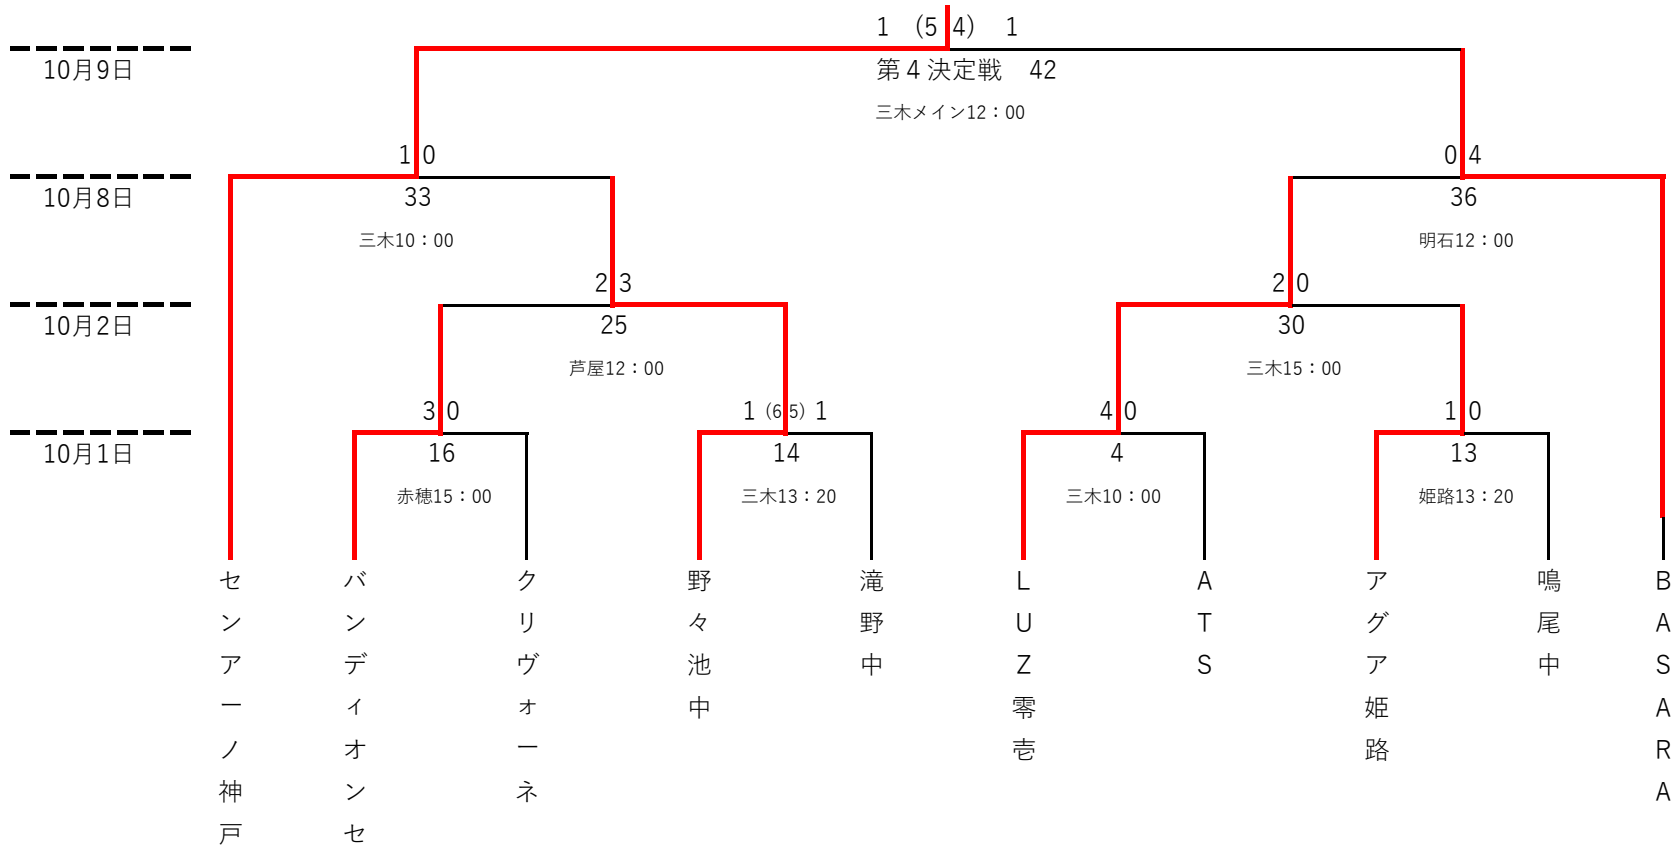 1 （5 4） 1
10月9日
第４決定戦 42
三木メイン12：00
1 0
0 4
10月8日
33
36
三木10：00
明石12：00
2 3
2 0
10月2日
25
30
芦屋12：00
三木15：00
3 0
1（6 5）1
4 0
1 0
10月1日
16
14
4
13
赤穂15：00
三木13：20
三木10：00
姫路13：20
センアーノ神戸
バンディオンセ
クリヴォーネ
野々池中
滝野中
ＬＵＺ零壱
ＡＴＳ
アグア姫路
鳴尾中
ＢＡＳＡＲＡ